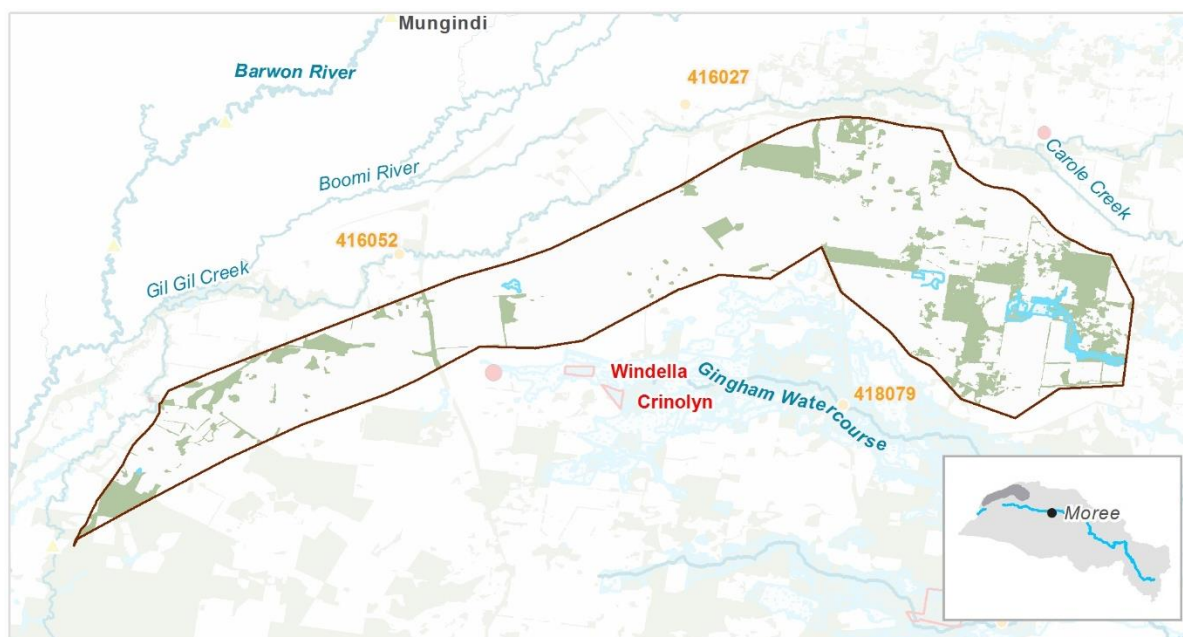 Mungindi
Barwon River
416027
Boomi River
Carole Creek
416052
Gil Gil Creek
Windella
Crinolyn
Gingham Watercourse
418079
Moree